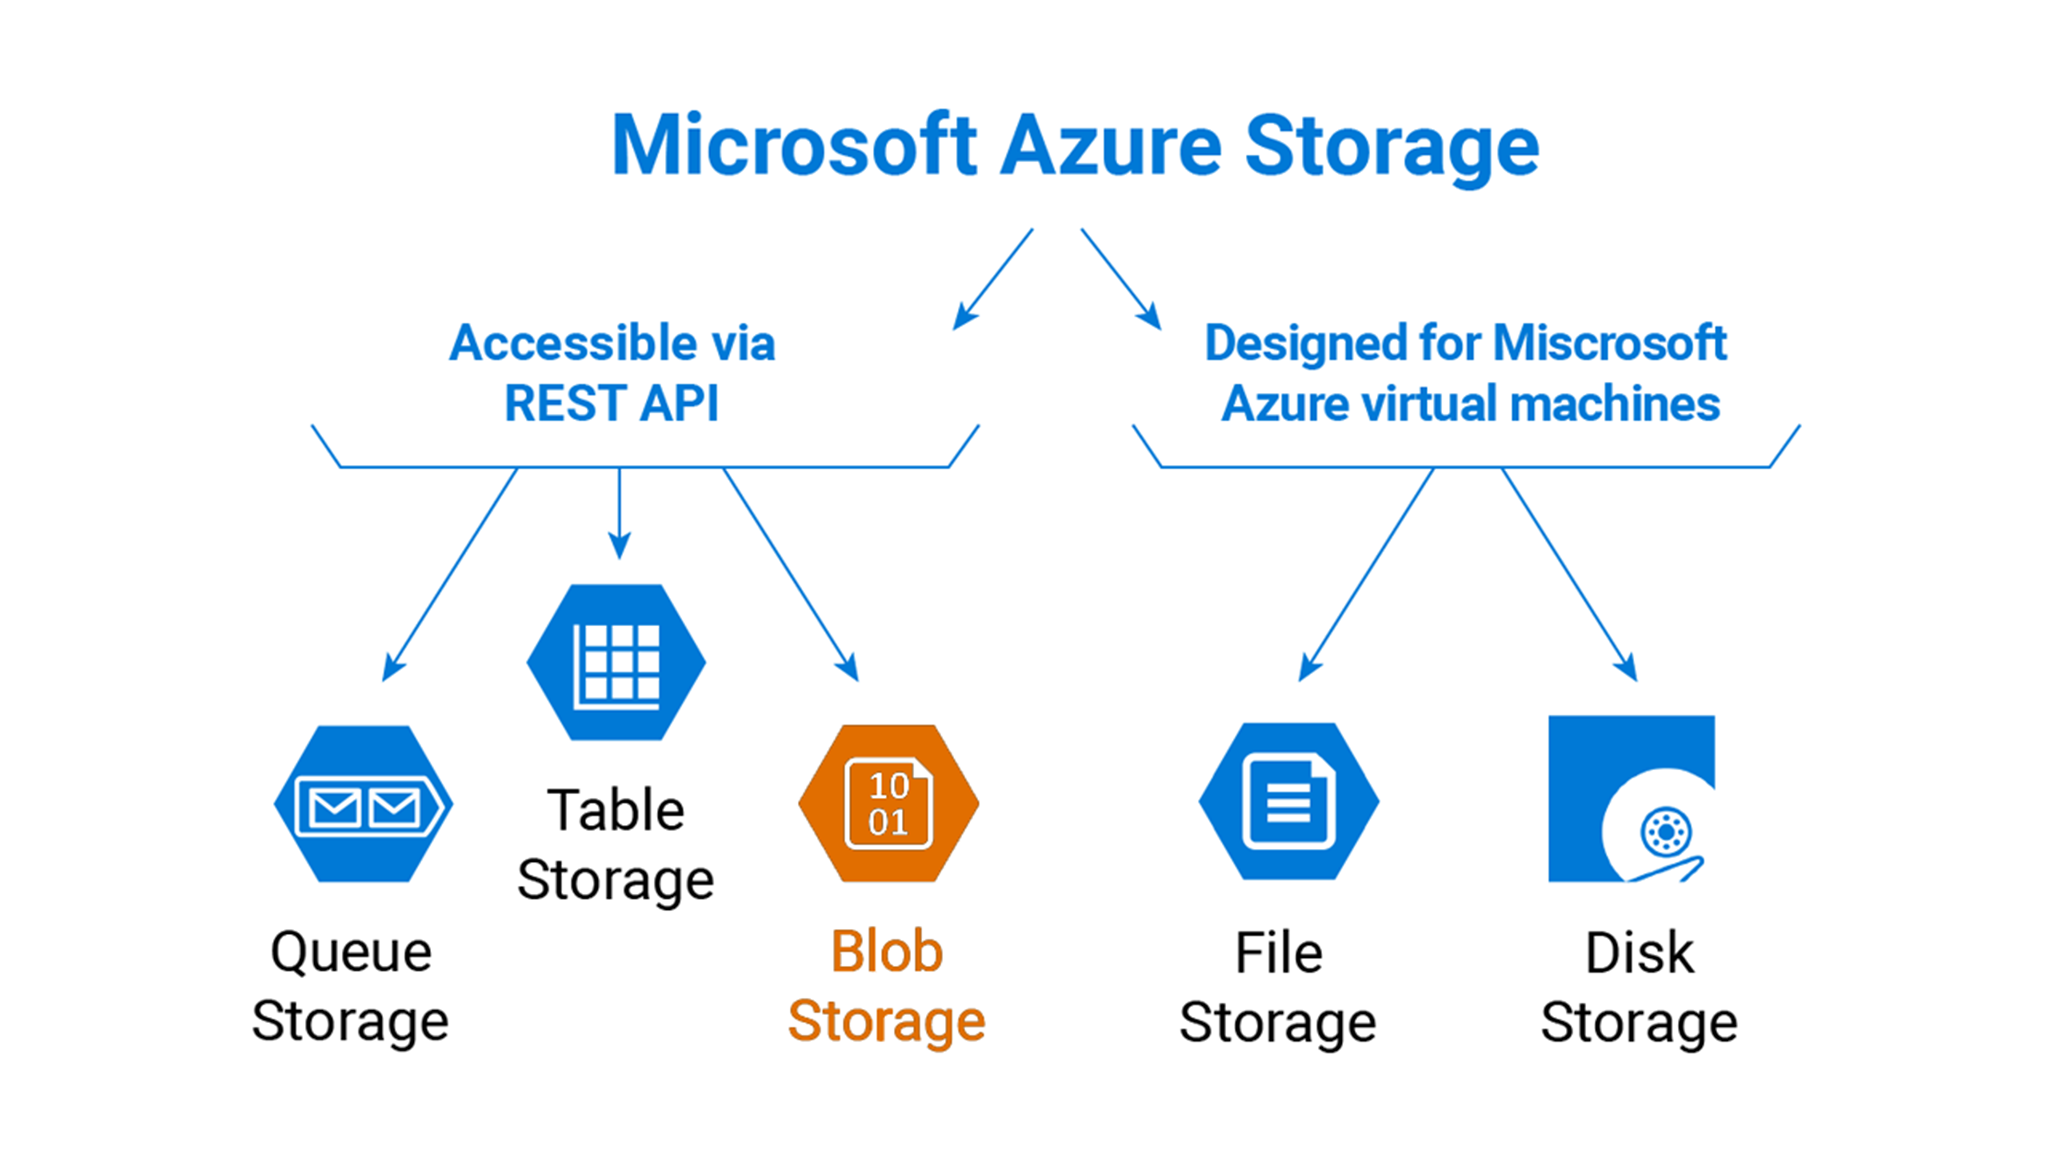 Microsoft Azure Storage
Accessible via
REST API
Designed for Miscrosoft
Azure virtual machines
Queue
Storage
Table
Storage
10
01
Blob
Storage
File
Storage
Disk
Storage